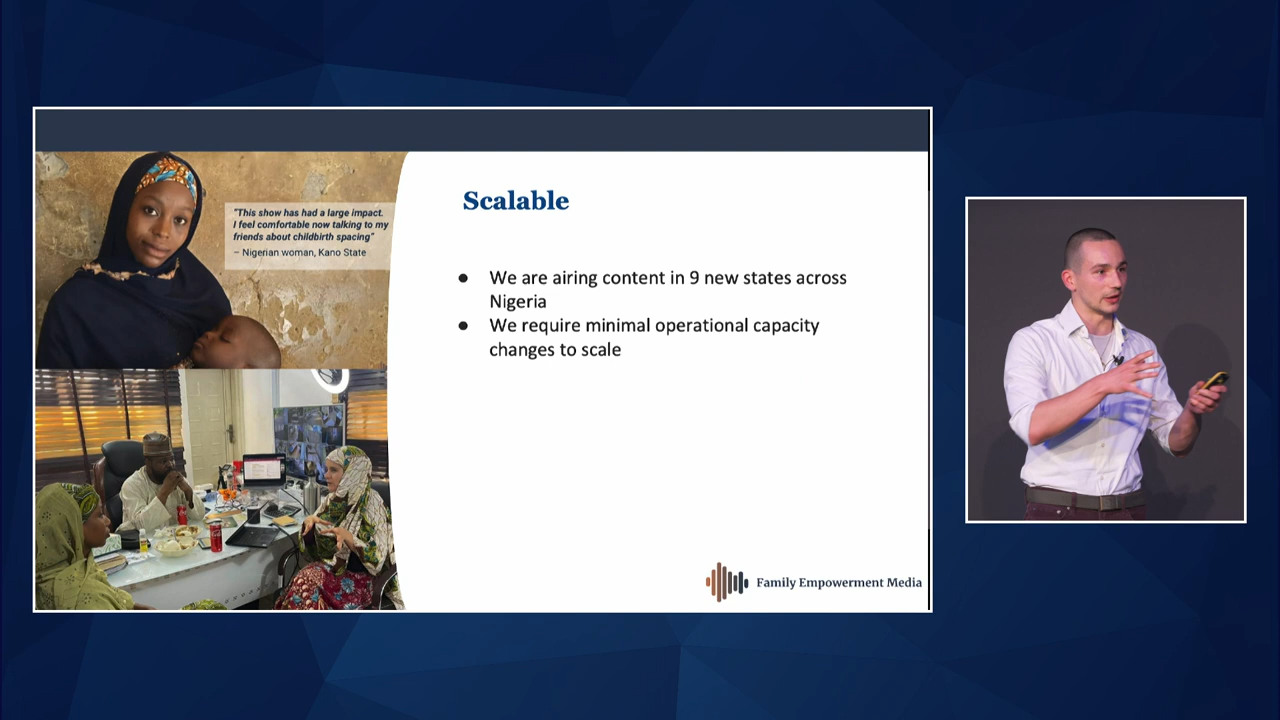 "This show has had a large impact.
I feel comfortable now talking to my
friends about childbirth spacing"
– Nigerian woman, Kano State
Scalable
● We are airing content in 9 new states across
Nigeria
● We require minimal operational capacity
changes to scale
Family Empowerment Media